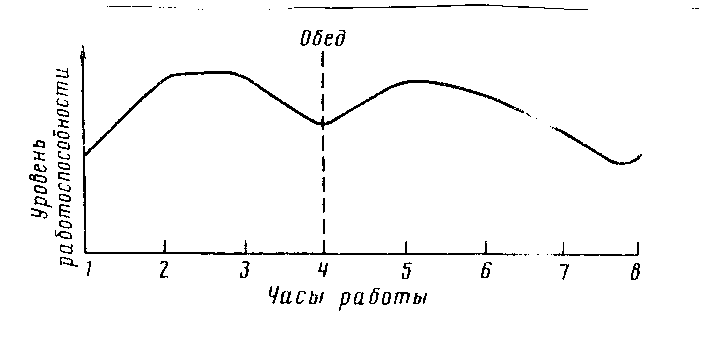 Обед
Уровень
работоспособности
1 2 3 4 5 6 7 8
Часы работы